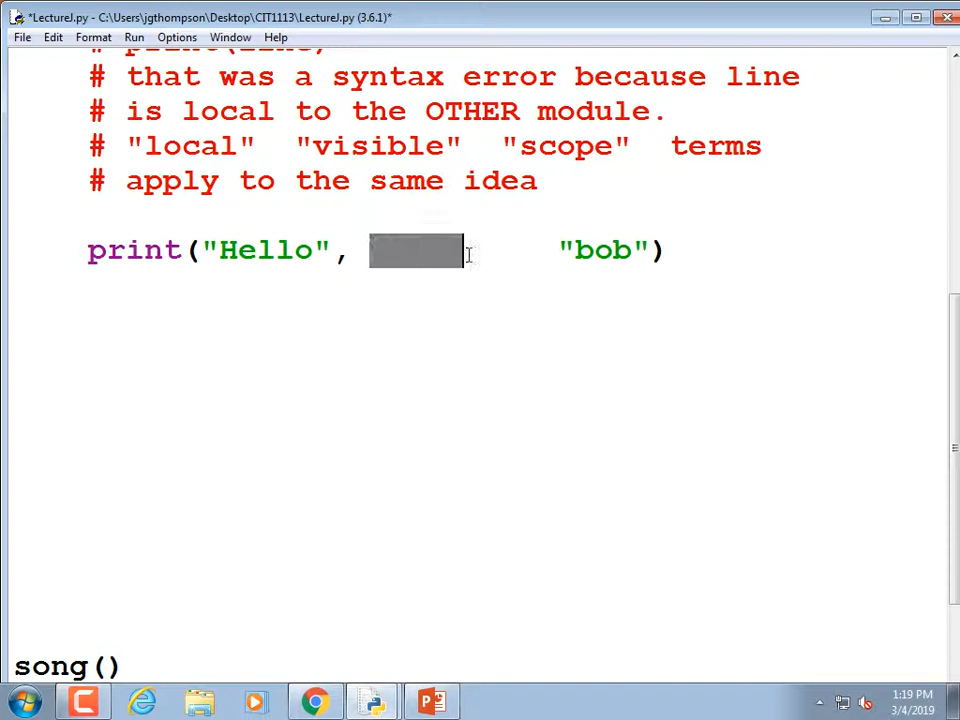 *LectureJ.py - C:\Users\jgthompson\Desktop\CIT1113\LectureJ.py (3.6.1)*
File Edit Format Run Options Window Help
# print(line)
# that was a syntax error because line
# is local to the OTHER module.
# "local" "visible" "scope" terms
# apply to the same idea
print("Hello", "bob")
song()
1:19 PM
3/4/2019